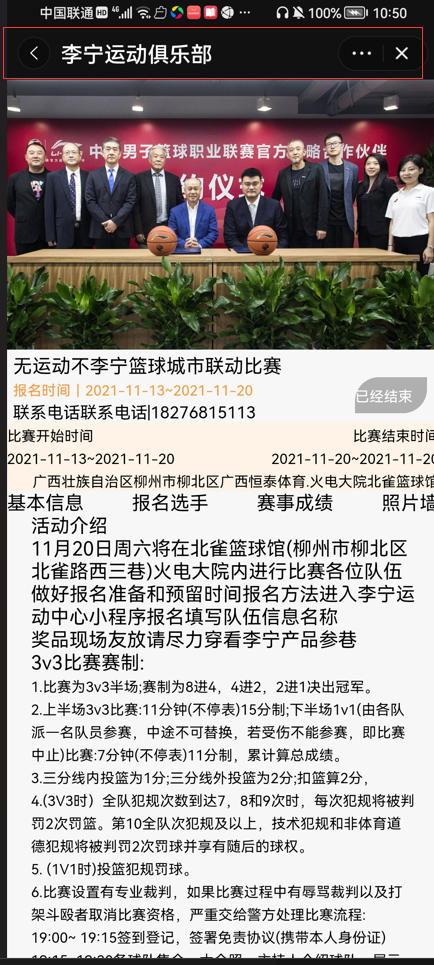 中国联通 HD 4G 100% 10:50
李宁运动俱乐部
中 男子篮球职业联赛官方 略 作伙伴
约仪
无运动不李宁篮球城市联动比赛
报名时间 | 2021-11-13~2021-11-20
已经结束
联系电话联系电话|18276815113
比赛开始时间 比赛结束时间
2021-11-13~2021-11-20 2021-11-20~2021-11-20
广西壮族自治区柳州市柳北区广西恒泰体育.火电大院北雀篮球馆
基本信息 报名选手 赛事成绩 照片墙
活动介绍
11月20日周六将在北雀篮球馆(柳州市柳北区
北雀路西三巷)火电大院内进行比赛各位队伍
做好报名准备和预留时间报名方法进入李宁运
动中心小程序报名填写队伍信息名称
奖品现场友放请尽力穿看李宁产品参巷
3v3比赛赛制:
1.比赛为3v3半场;赛制为8进4，4进2，2进1决出冠军。
2.上半场3v3比赛:11分钟(不停表)15分制;下半场1v1(由各队
派一名队员参赛，中途不可替换，若受伤不能参赛，即比赛
中止)比赛:7分钟(不停表)11分制，累计算总成绩。
3.三分线内投篮为1分;三分线外投篮为2分;扣篮算2分，
4.(3V3时）全队犯规次数到达7，8和9次时，每次犯规将被判
罚2次罚篮。第10全队次犯规及以上，技术犯规和非体育道
德犯规将被判罚2次罚球并享有随后的球权。
5. (1V1时)投篮犯规罚球。
6.比赛设置有专业裁判，如果比赛过程中有辱骂裁判以及打
架斗殴者取消比赛资格，严重交给警方处理比寒流程:
19:00~ 19:15签到登记，签署免责协议(携带本人身份证)